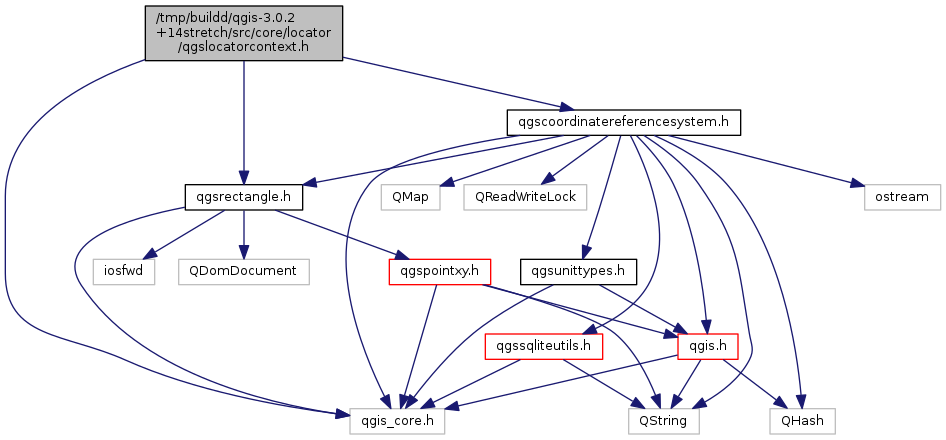 /tmp/buildd/qgis-3.0.2
+14stretch/src/core/locator
/qgslocatorcontext.h
qgscoordinatereferencesystem.h
qgsrectangle.h
QMap
QReadWriteLock
ostream
iosfwd
QDomDocument
qgspointxy.h
qgsunittypes.h
qgssqliteutils.h
qgis.h
qgis_core.h
QString
QHash